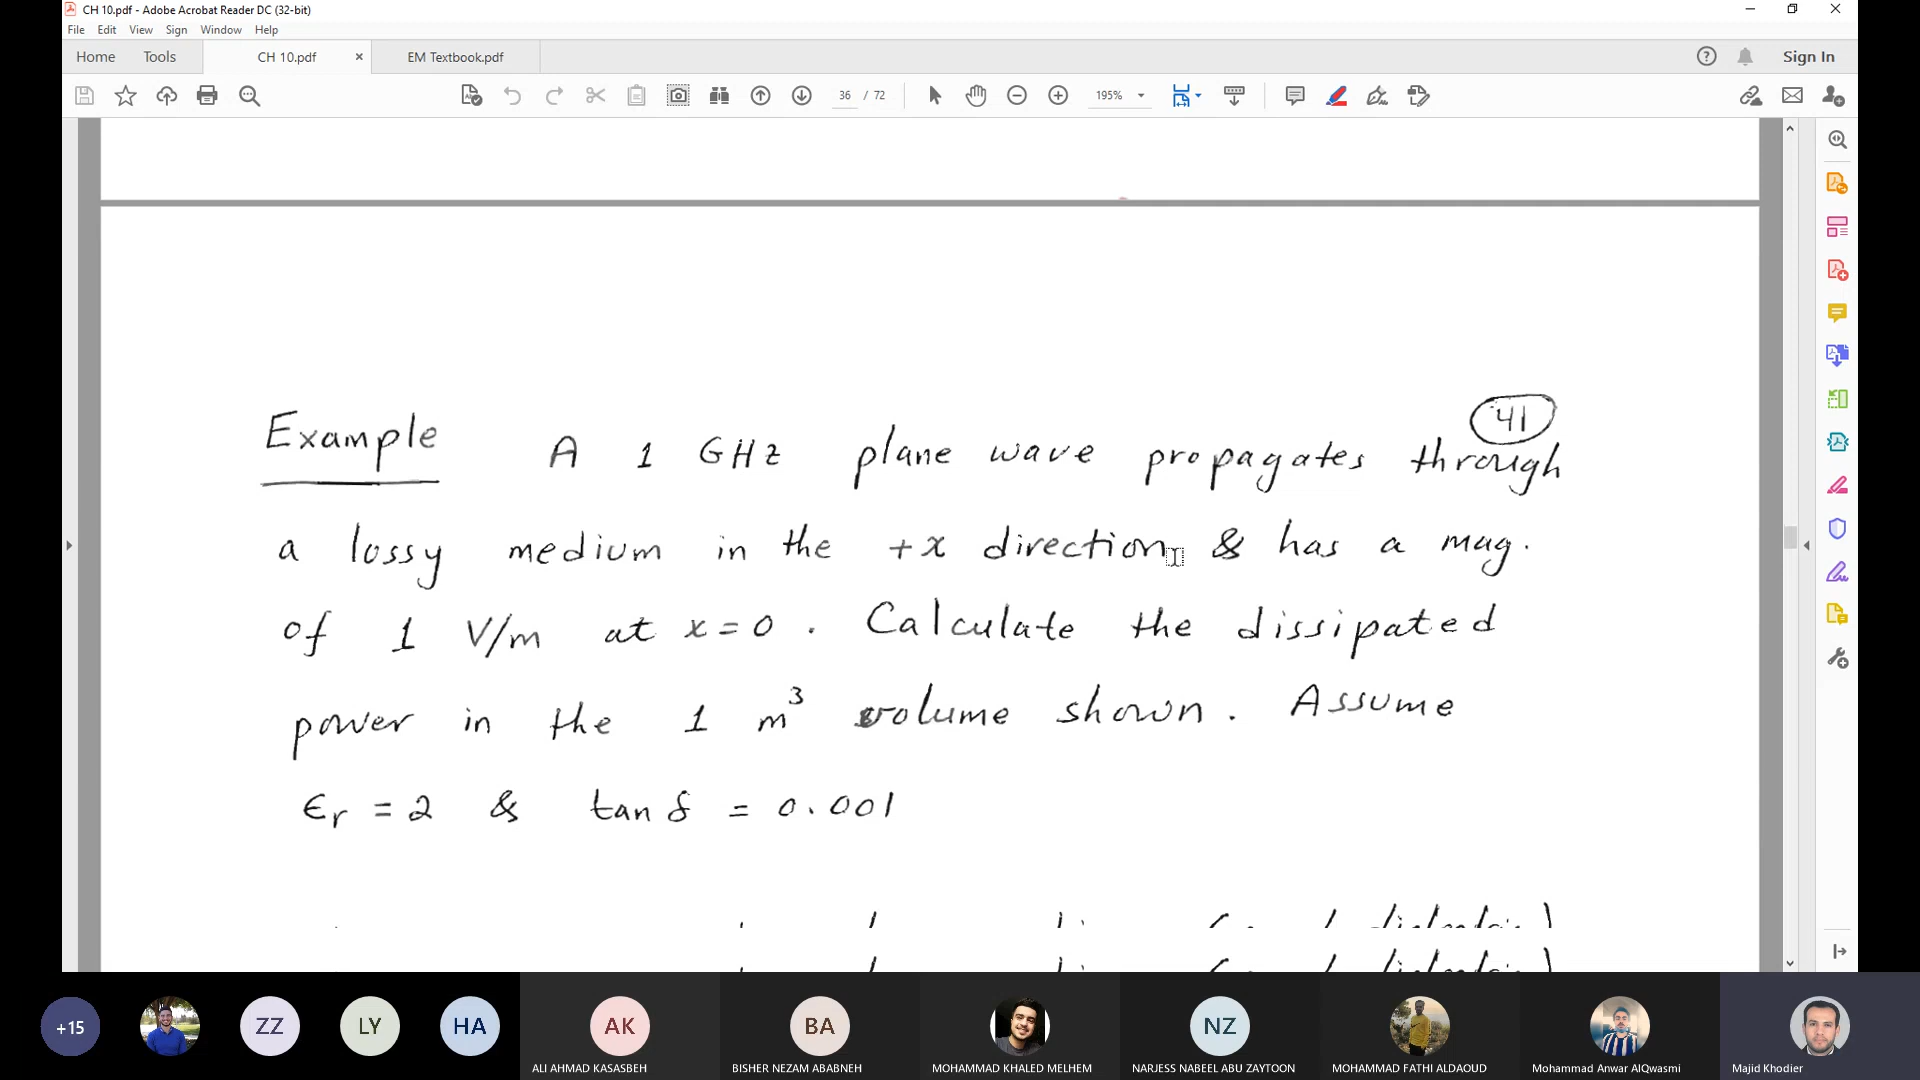 CH 10.pdf - Adobe Acrobat Reader DC (32-bit)
File Edit View Sign Window Help
Home Tools CH 10.pdf × EM Textbook.pdf Sign In
36 / 72 195%
41
Example A 1 GHz plane wave propagates through
a lossy medium in the +x direction & has a mag.
of 1 V/m at x=0. Calculate the dissipated
power in the 1 m³ volume shown. Assume
ϵr = 2 & tan δ = 0.001
+15 ZZ LY HA AK BA NZ
ALI AHMAD KASASBEH BISHER NEZAM ABABNEH MOHAMMAD KHALED MELHEM NARJESS NABEEL ABU ZAYTOON MOHAMMAD FATHI ALDAOUD Mohammad Anwar AlQwasmi Majid Khodier